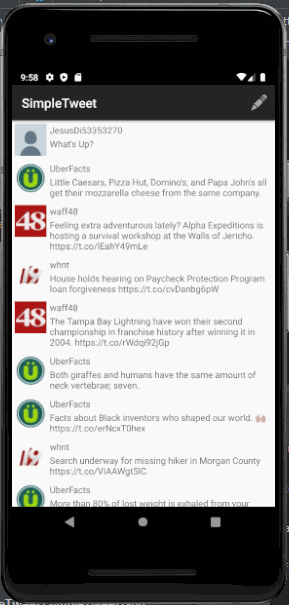 9:58
SimpleTweet
JesusDi53353270
What's Up?
UberFacts
Little Caesars, Pizza Hut, Domino's, and Papa John's all
get their mozzarella cheese from the same company.
waff48
48
Feeling extra adventurous lately? Alpha Expeditions is
hosting a survival workshop at the Walls of Jericho.
https://t.co/lEahY49mLe
whnt
House holds hearing on Paycheck Protection Program
loan forgiveness https://t.co/cvDanbg6pW
waff48
48
The Tampa Bay Lightning have won their second
championship in franchise history after winning it in
2004. https://t.co/rWdqi92jGp
UberFacts
Both giraffes and humans have the same amount of
neck vertebrae; seven.
UberFacts
Facts about Black inventors who shaped our world.
https://t.co/erNcxT0hex
whnt
Search underway for missing hiker in Morgan County
https://t.co/VlAAWgt5IC
UberFacts
More than 80% of lost weight is exhaled from your